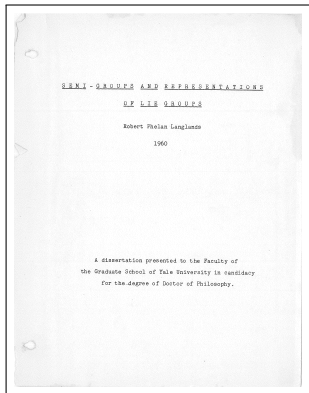 SEMI-GROUPS AND REPRESENTATIONS
OF LIE GROUPS
Robert Phelan Langlands
1960
A dissertation presented to the Faculty of
the Graduate School of Yale University in candidacy
for the degree of Doctor of Philosophy.